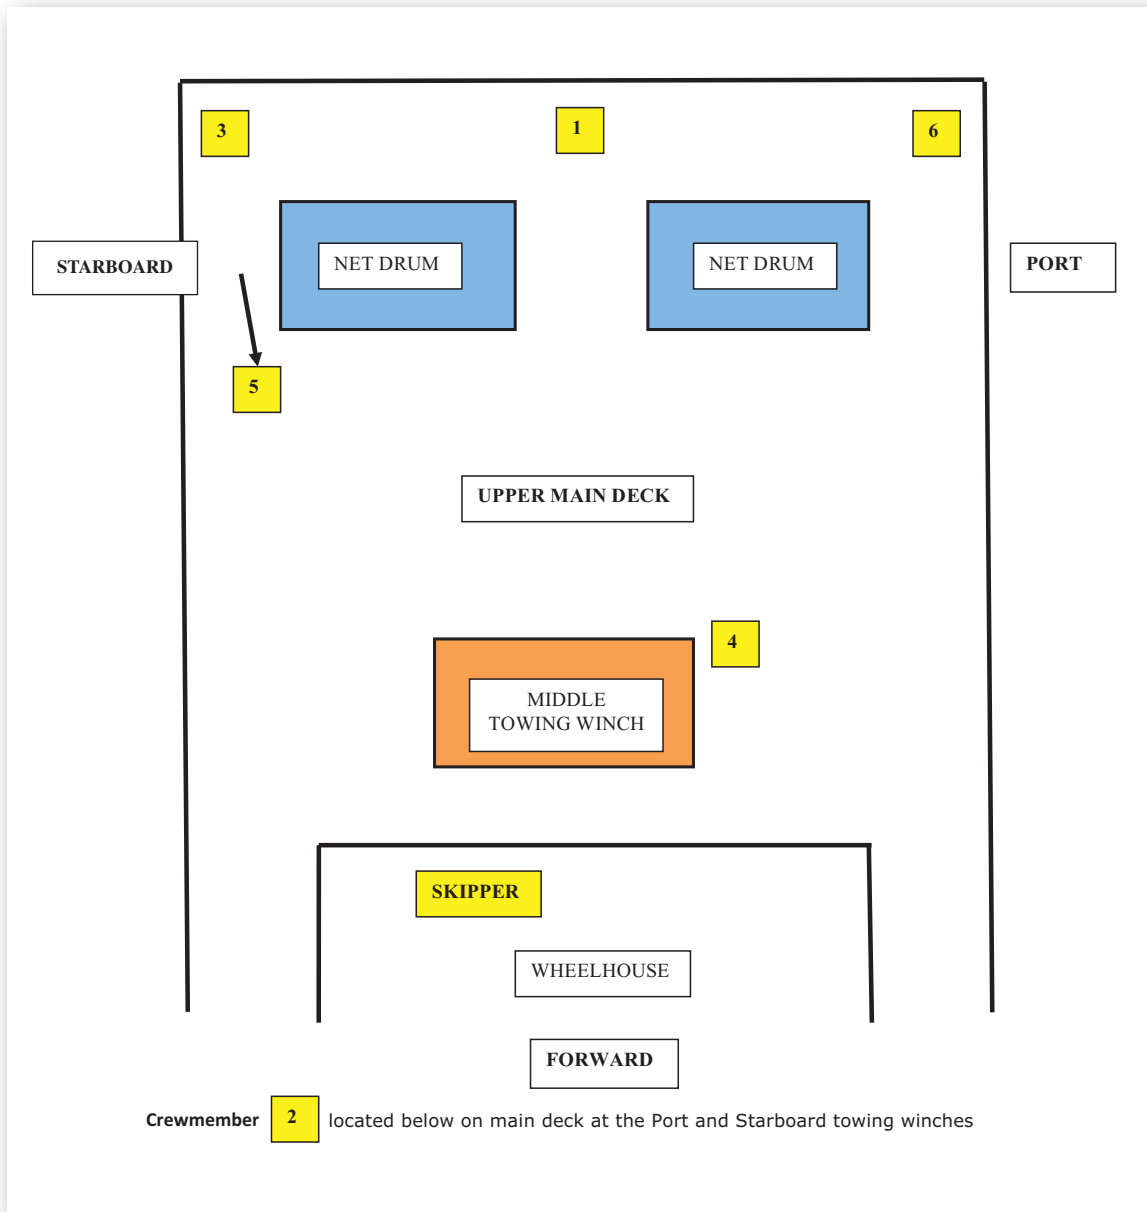 3
1
6
STARBOARD
NET DRUM
NET DRUM
PORT
5
UPPER MAIN DECK
4
MIDDLE
TOWING WINCH
SKIPPER
WHEELHOUSE
FORWARD
Crewmember 2 located below on main deck at the Port and Starboard towing winches